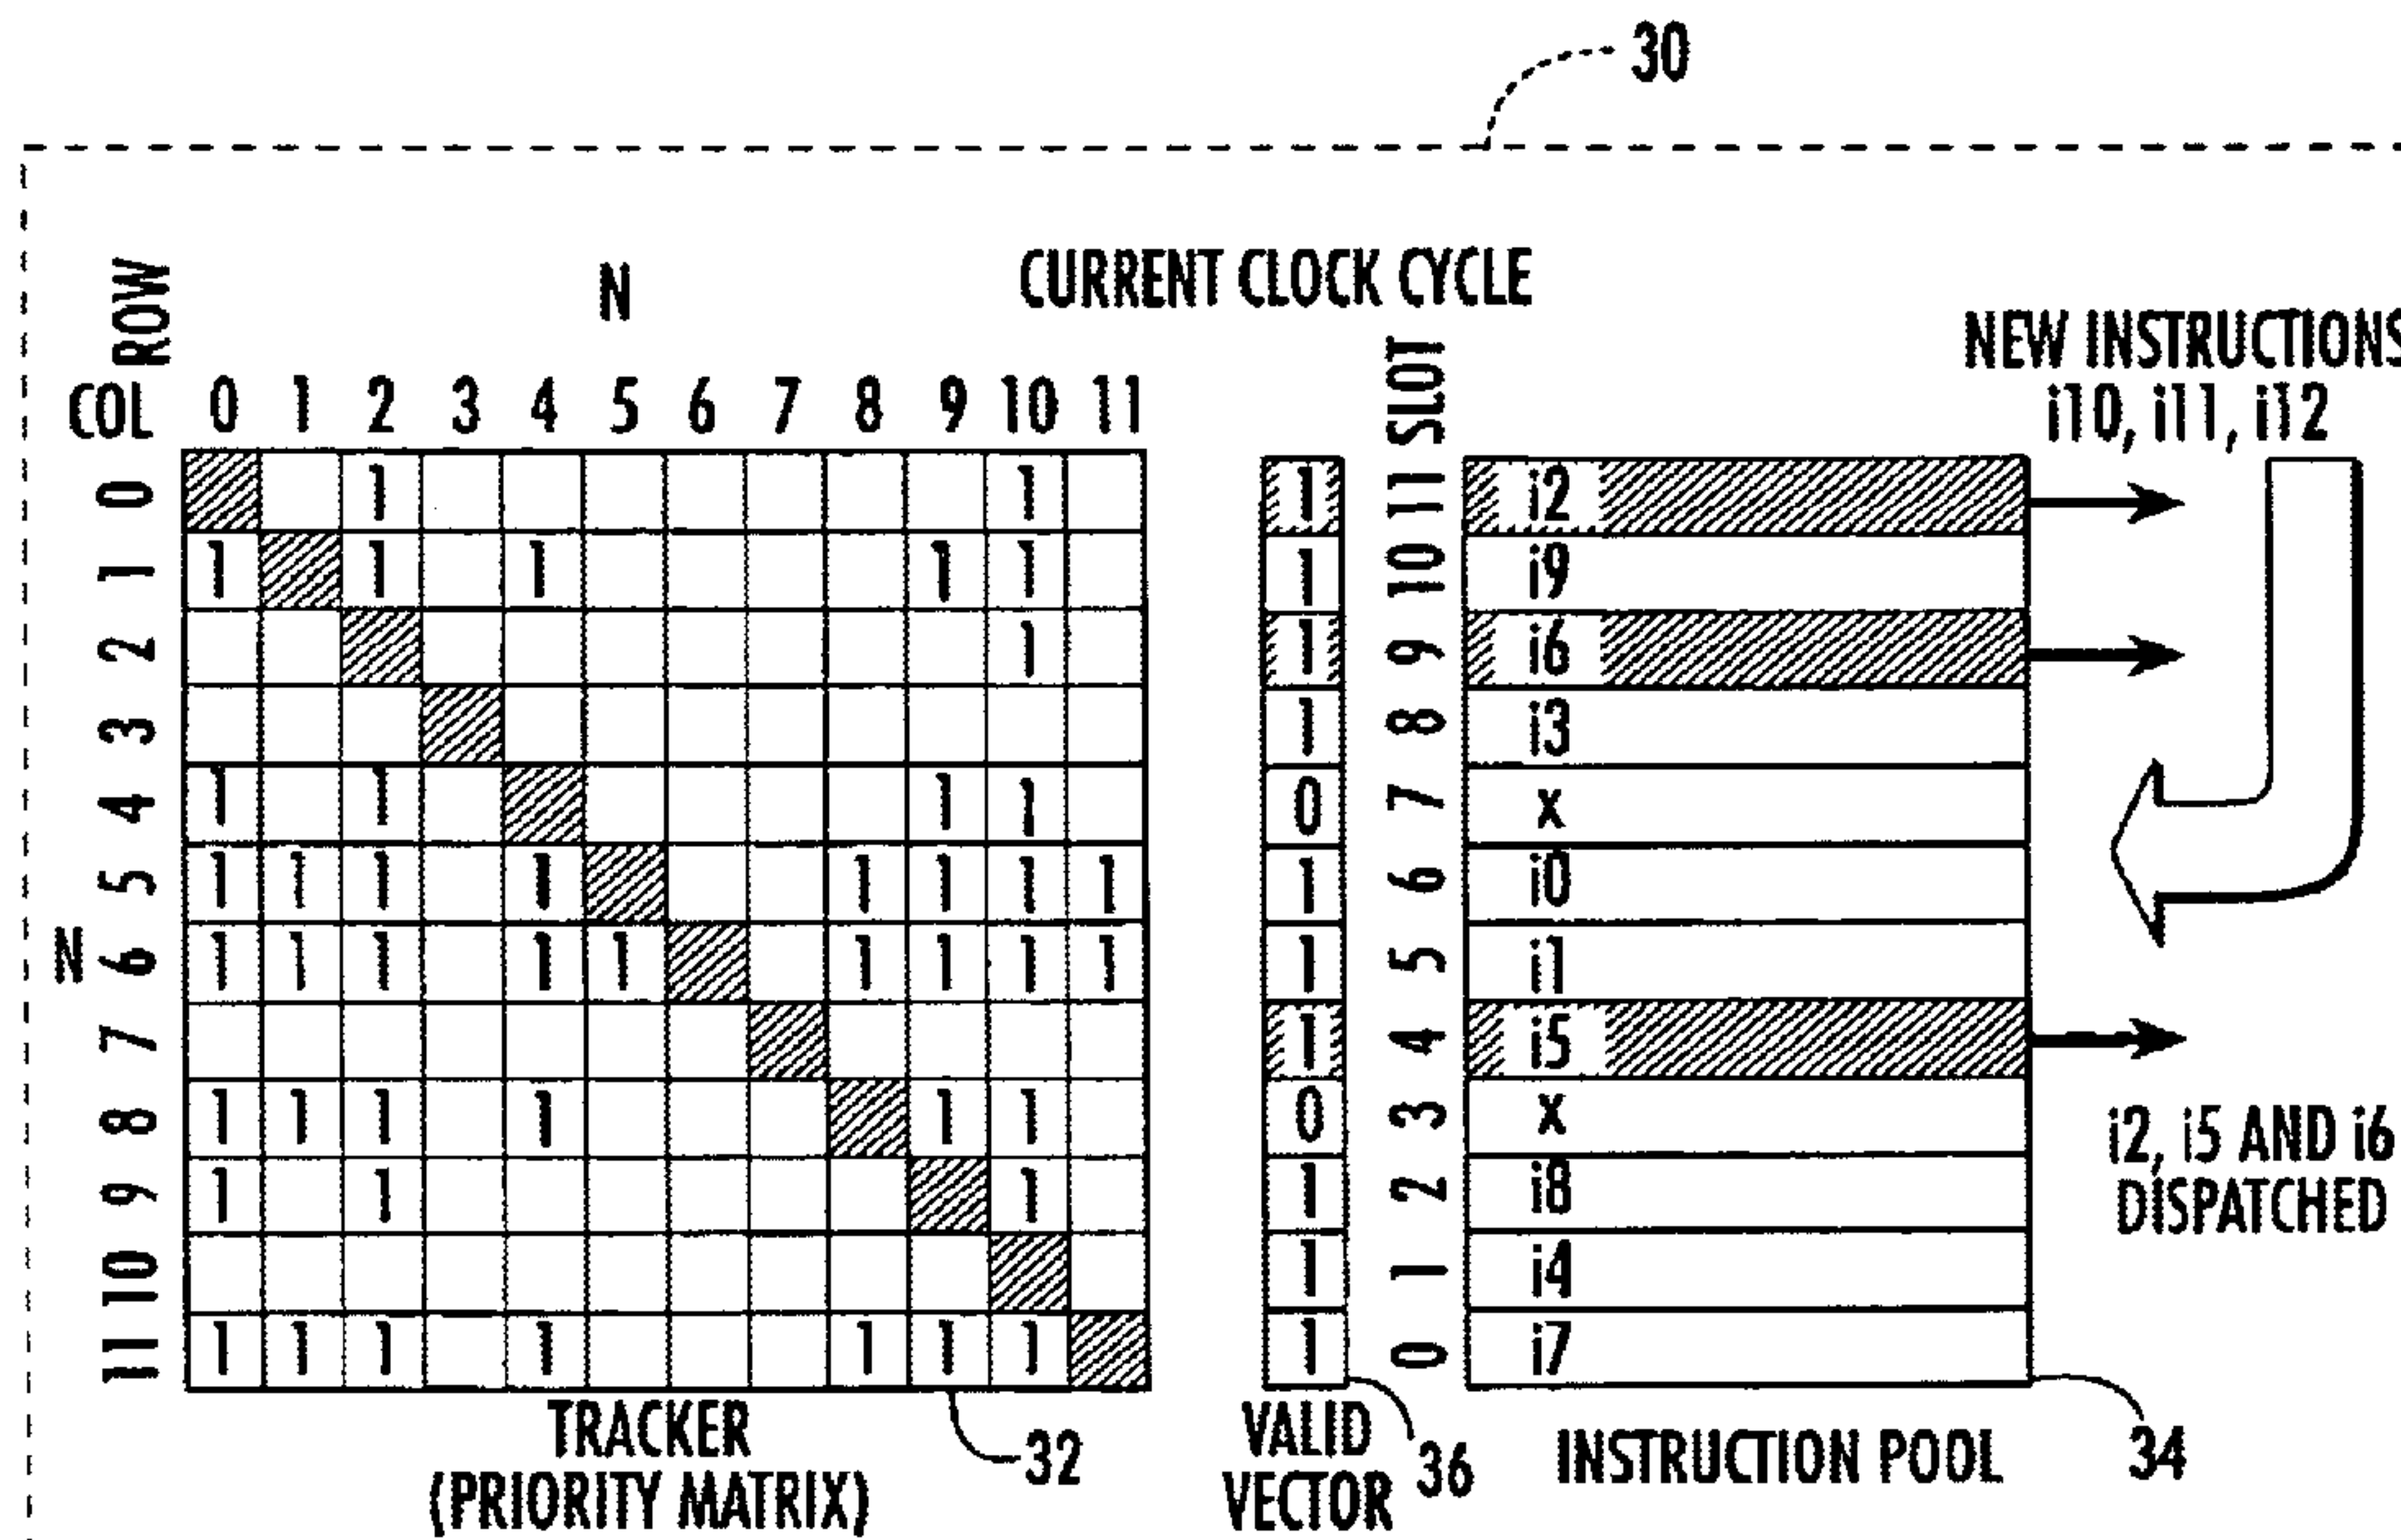 30
ROW
N
CURRENT CLOCK CYCLE
SLOT
NEW INSTRUCTIONS
i10, i11, i12
COL 0 1 2 3 4 5 6 7 8 9 10 11
0 1 1 1 11 i2
1 1 1 1 1 1 1 10 i9
2 1 1 9 i6
3 1 8 i3
4 1 1 1 1 0 7 x
5 1 1 1 1 1 1 1 1 1 6 i0
N 6 1 1 1 1 1 1 1 1 1 1 5 i1
7 1 4 i5
8 1 1 1 1 1 1 0 3 x
9 1 1 1 1 2 i8
10 1 1 i4
11 1 1 1 1 1 1 1 1 0 i7
i2, i5 AND i6
DISPATCHED
TRACKER
(PRIORITY MATRIX)
32
VALID
VECTOR
36
INSTRUCTION POOL
34